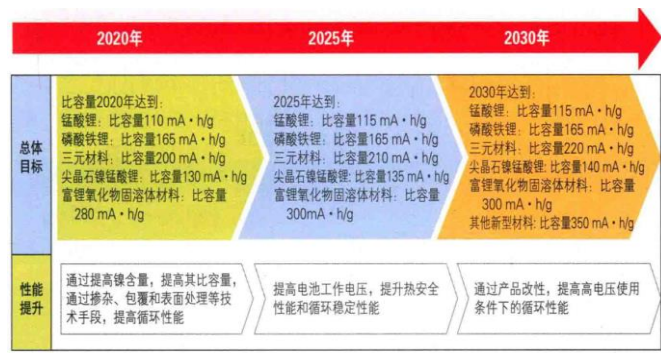 2020年
2025年
2030年
总体
目标
比容量2020年达到：
锰酸锂：比容量110 mA·h/g
磷酸铁锂：比容量165 mA·h/g
三元材料：比容量200 mA·h/g
尖晶石镍锰酸锂：比容量130 mA·h/g
富锂氧化物固溶体材料：比容量
280 mA·h/g
2025年达到：
锰酸锂：比容量115 mA·h/g
磷酸铁锂：比容量165 mA·h/g
三元材料：比容量210 mA·h/g
尖晶石镍锰酸锂：比容量135 mA·h/g
富锂氧化物固溶体材料：比容量
300mA·h/g
2030年达到：
锰酸锂：比容量115 mA·h/g
磷酸铁锂：比容量165 mA·h/g
三元材料：比容量220 mA·h/g
尖晶石镍锰酸锂：比容量140 mA·h/g
富锂氧化物固溶体材料：比容量
300 mA·h/g
其他新型材料：比容量350 mA·h/g
性能
提升
通过提高镍含量，提高其比容量，
通过掺杂、包覆和表面处理等技
术手段，提高循环性能
提高电池工作电压，提升热安全
性能和循环稳定性能
通过产品改性，提高高电压使用
条件下的循环性能